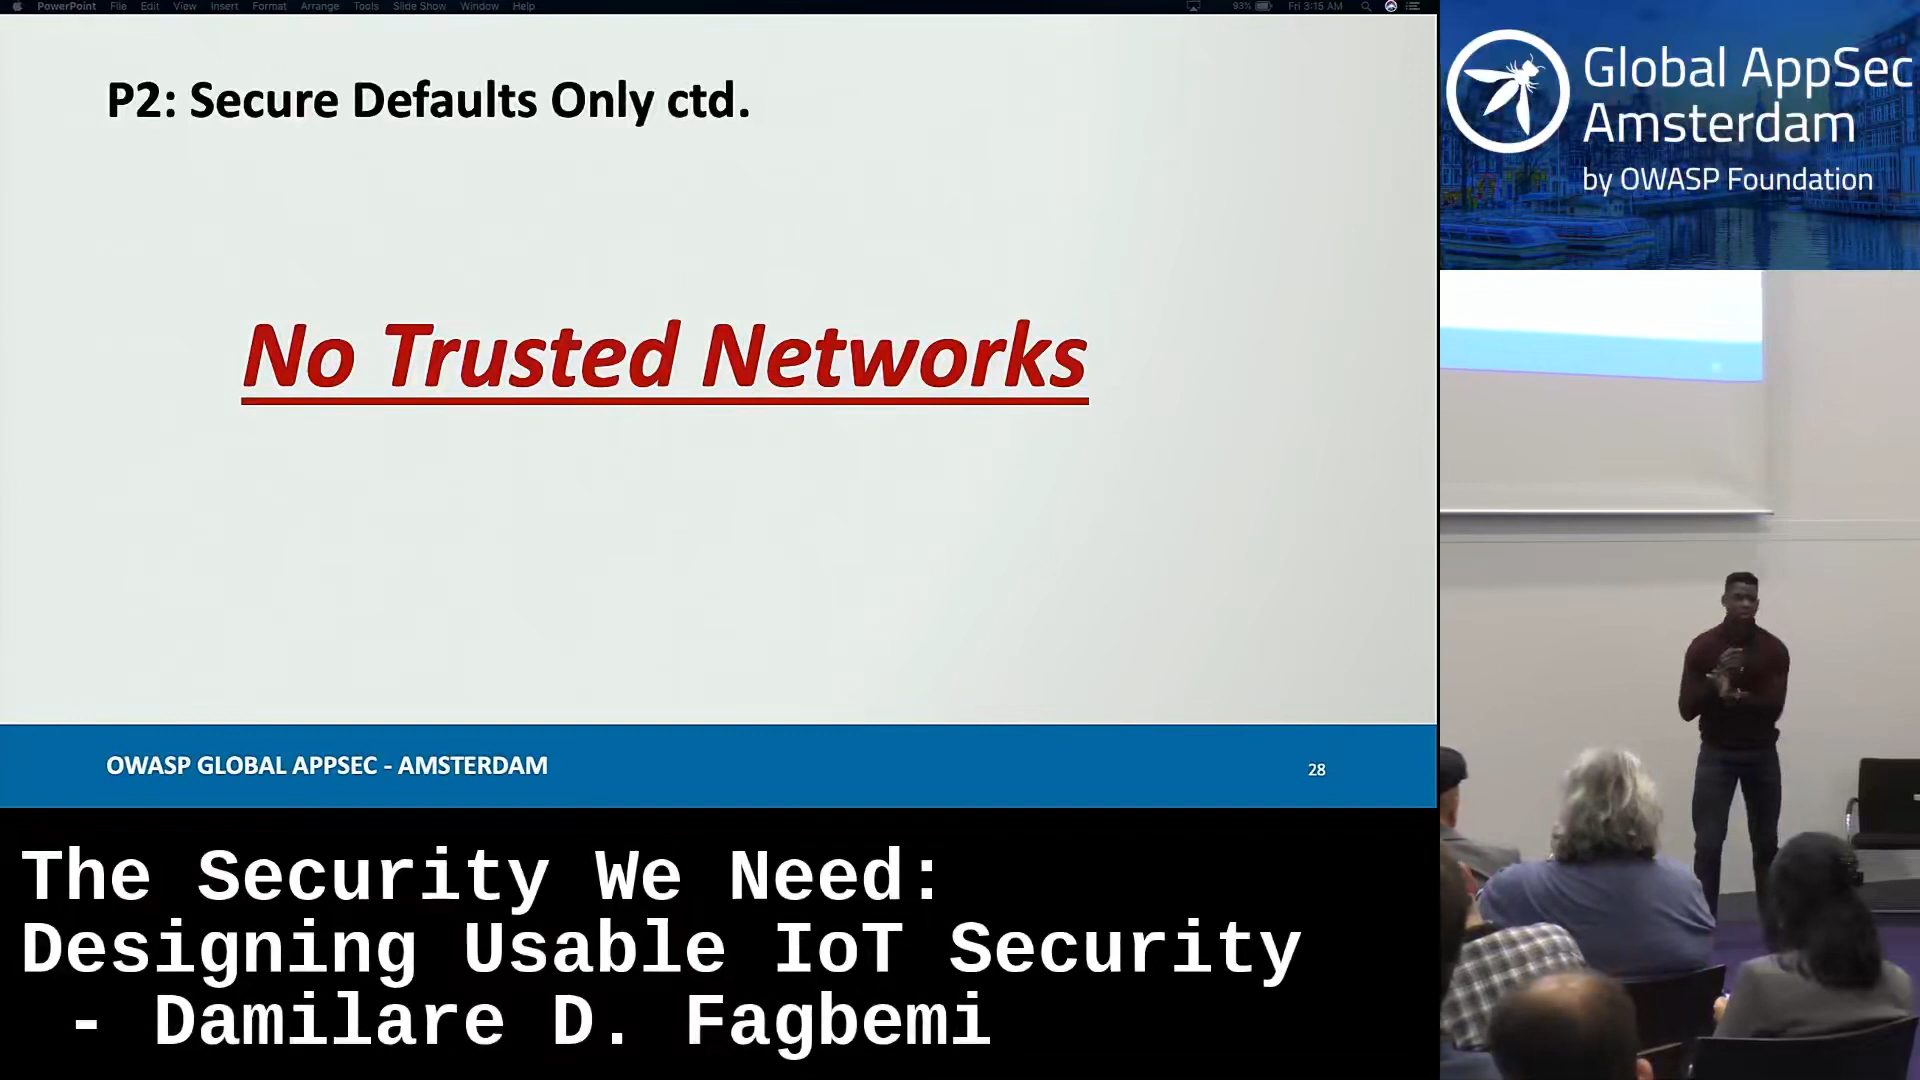 PowerPoint File Edit View Insert Format Arrange Tools Slide Show Window Help 93% Fri 3:15 AM
P2: Secure Defaults Only ctd.
No Trusted Networks
OWASP GLOBAL APPSEC - AMSTERDAM 28
Global AppSec
Amsterdam
by OWASP Foundation
The Security We Need:
Designing Usable IoT Security
- Damilare D. Fagbemi